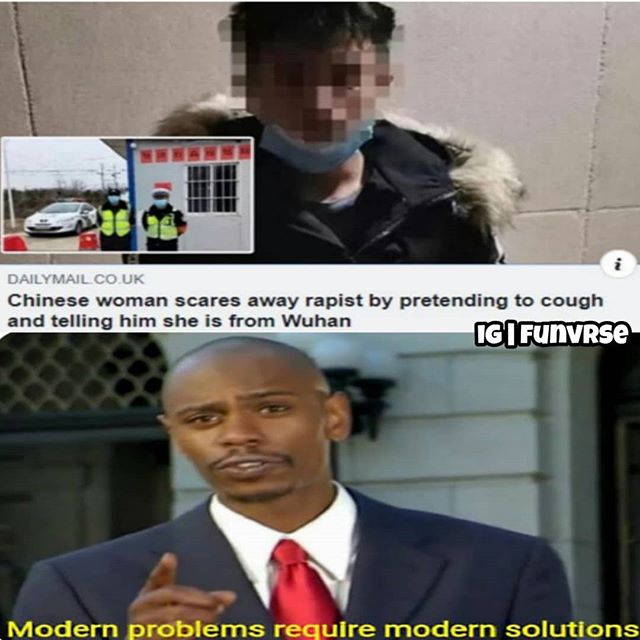 DAILYMAIL.CO.UK
Chinese woman scares away rapist by pretending to cough
and telling him she is from Wuhan
IG | FUNVRSE
Modern problems require modern solutions